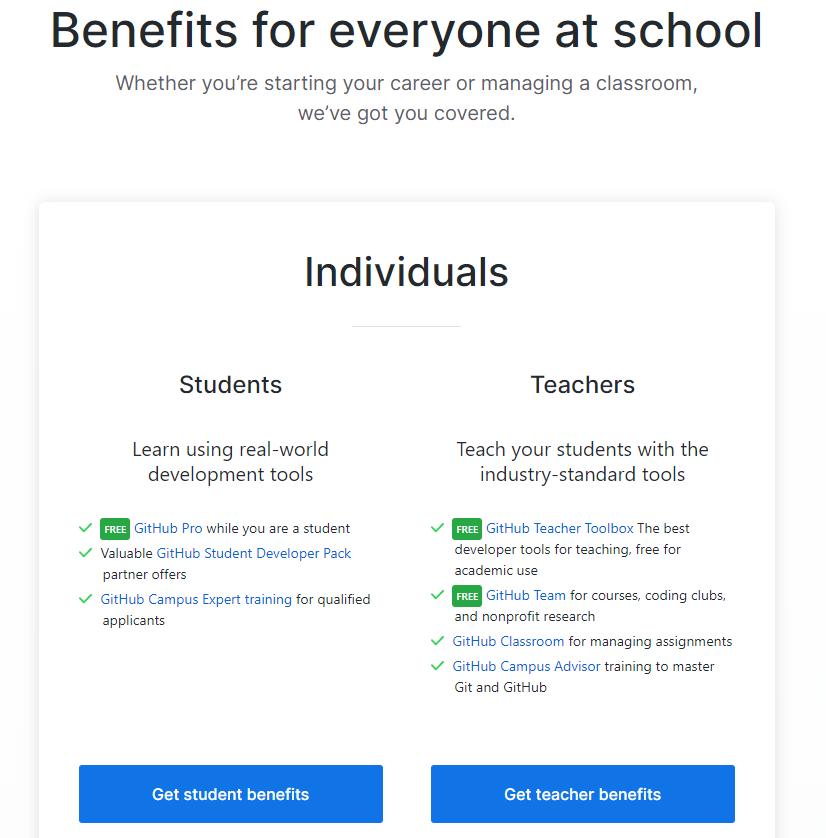 Benefits for everyone at school
Whether you’re starting your career or managing a classroom,
we’ve got you covered.
Individuals
Students
Learn using real-world
development tools
FREE GitHub Pro while you are a student
Valuable GitHub Student Developer Pack
partner offers
GitHub Campus Expert training for qualified
applicants
Get student benefits
Teachers
Teach your students with the
industry-standard tools
FREE GitHub Teacher Toolbox The best
developer tools for teaching, free for
academic use
FREE GitHub Team for courses, coding clubs,
and nonprofit research
GitHub Classroom for managing assignments
GitHub Campus Advisor training to master
Git and GitHub
Get teacher benefits